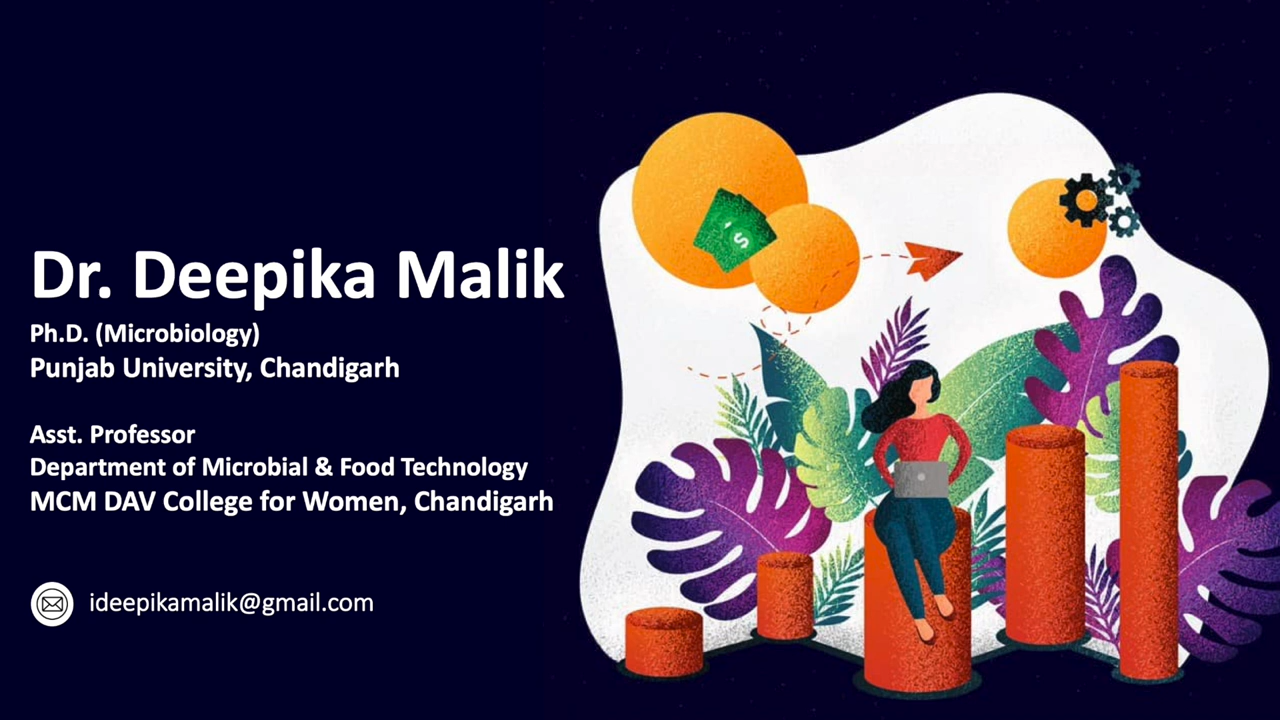 Dr. Deepika Malik
Ph.D. (Microbiology)
Punjab University, Chandigarh
Asst. Professor
Department of Microbial & Food Technology
MCM DAV College for Women, Chandigarh
ideepikamalik@gmail.com
$